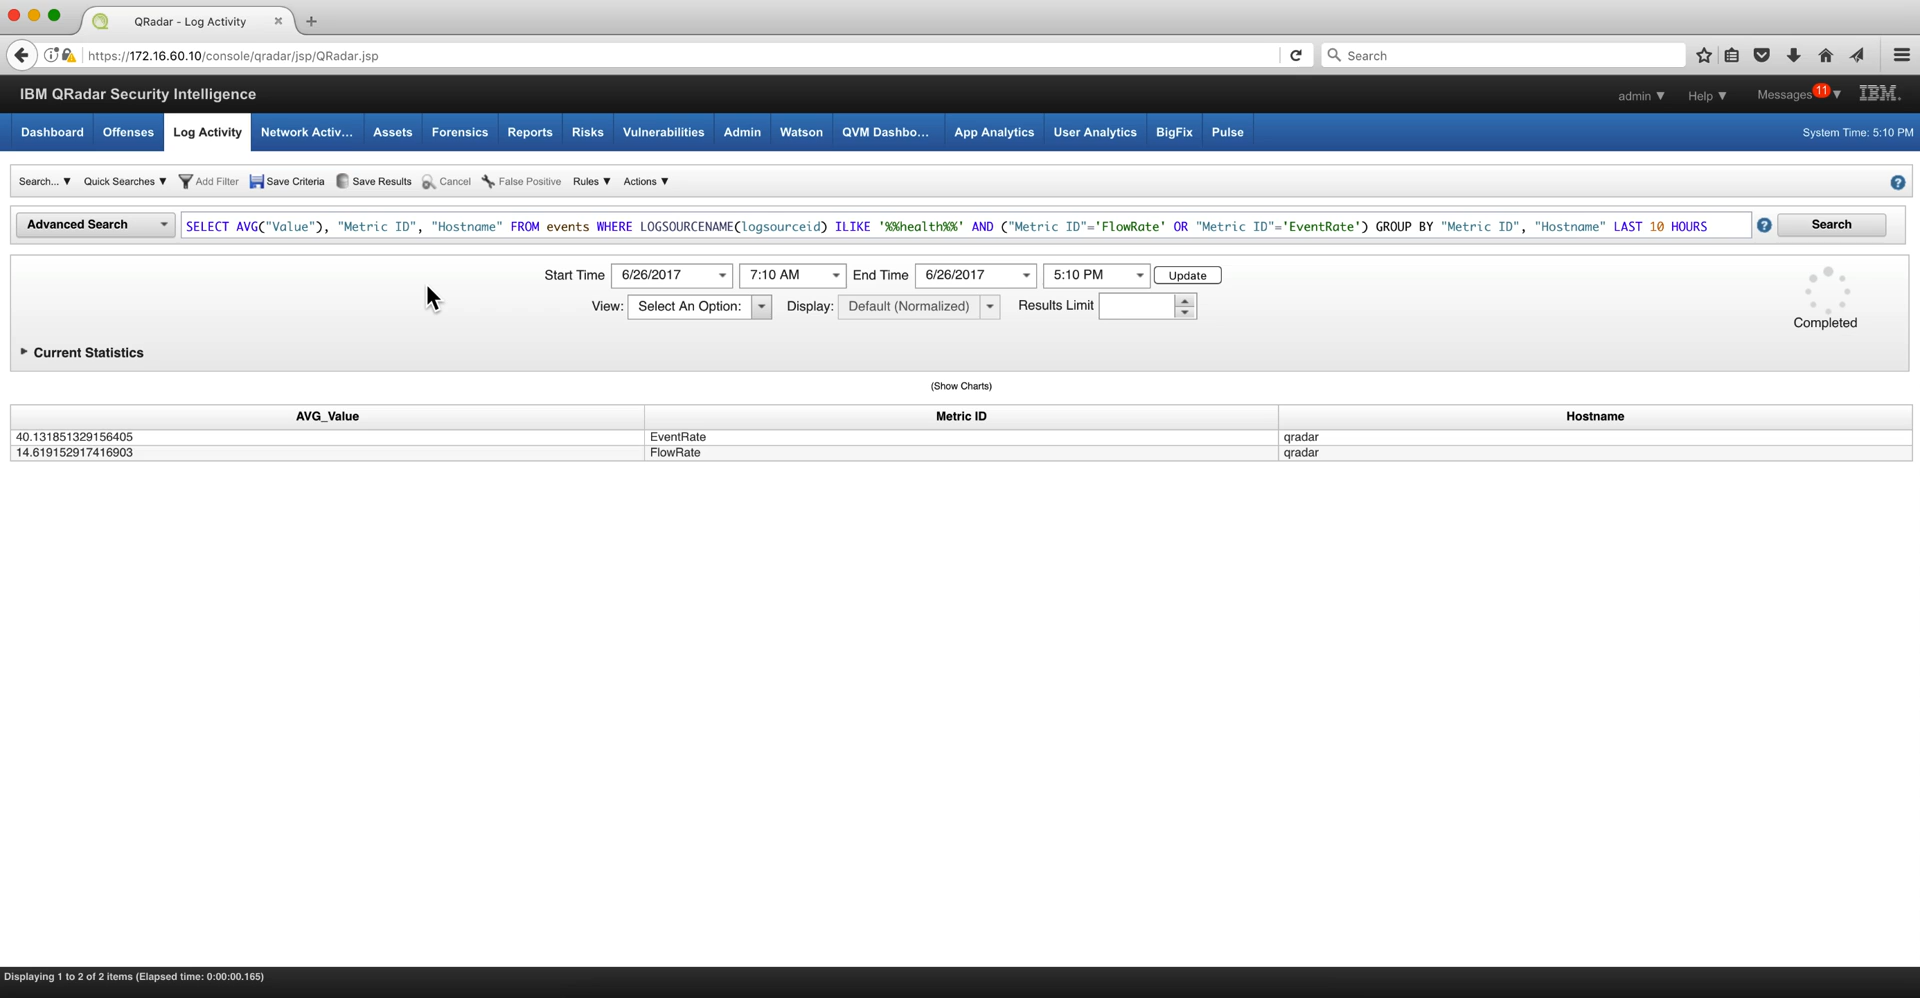 QRadar - Log Activity
https://172.16.60.10/console/qradar/jsp/QRadar.jsp
Search
IBM QRadar Security Intelligence
admin ▼ Help ▼ Messages 11 ▼ IBM.
Dashboard Offenses Log Activity Network Activ... Assets Forensics Reports Risks Vulnerabilities Admin Watson QVM Dashbo... App Analytics User Analytics BigFix Pulse System Time: 5:10 PM
Search... ▼ Quick Searches ▼ Add Filter Save Criteria Save Results Cancel False Positive Rules ▼ Actions ▼ ?
Advanced Search SELECT AVG("Value"), "Metric ID", "Hostname" FROM events WHERE LOGSOURCENAME(logsourceid) ILIKE '%%health%%' AND ("Metric ID"='FlowRate' OR "Metric ID"='EventRate') GROUP BY "Metric ID", "Hostname" LAST 10 HOURS ? Search
Start Time 6/26/2017 7:10 AM End Time 6/26/2017 5:10 PM Update
View: Select An Option: Display: Default (Normalized) Results Limit
Completed
Current Statistics
(Show Charts)
AVG_Value Metric ID Hostname
40.131851329156405 EventRate qradar
14.619152917416903 FlowRate qradar
Displaying 1 to 2 of 2 items (Elapsed time: 0:00:00.165)